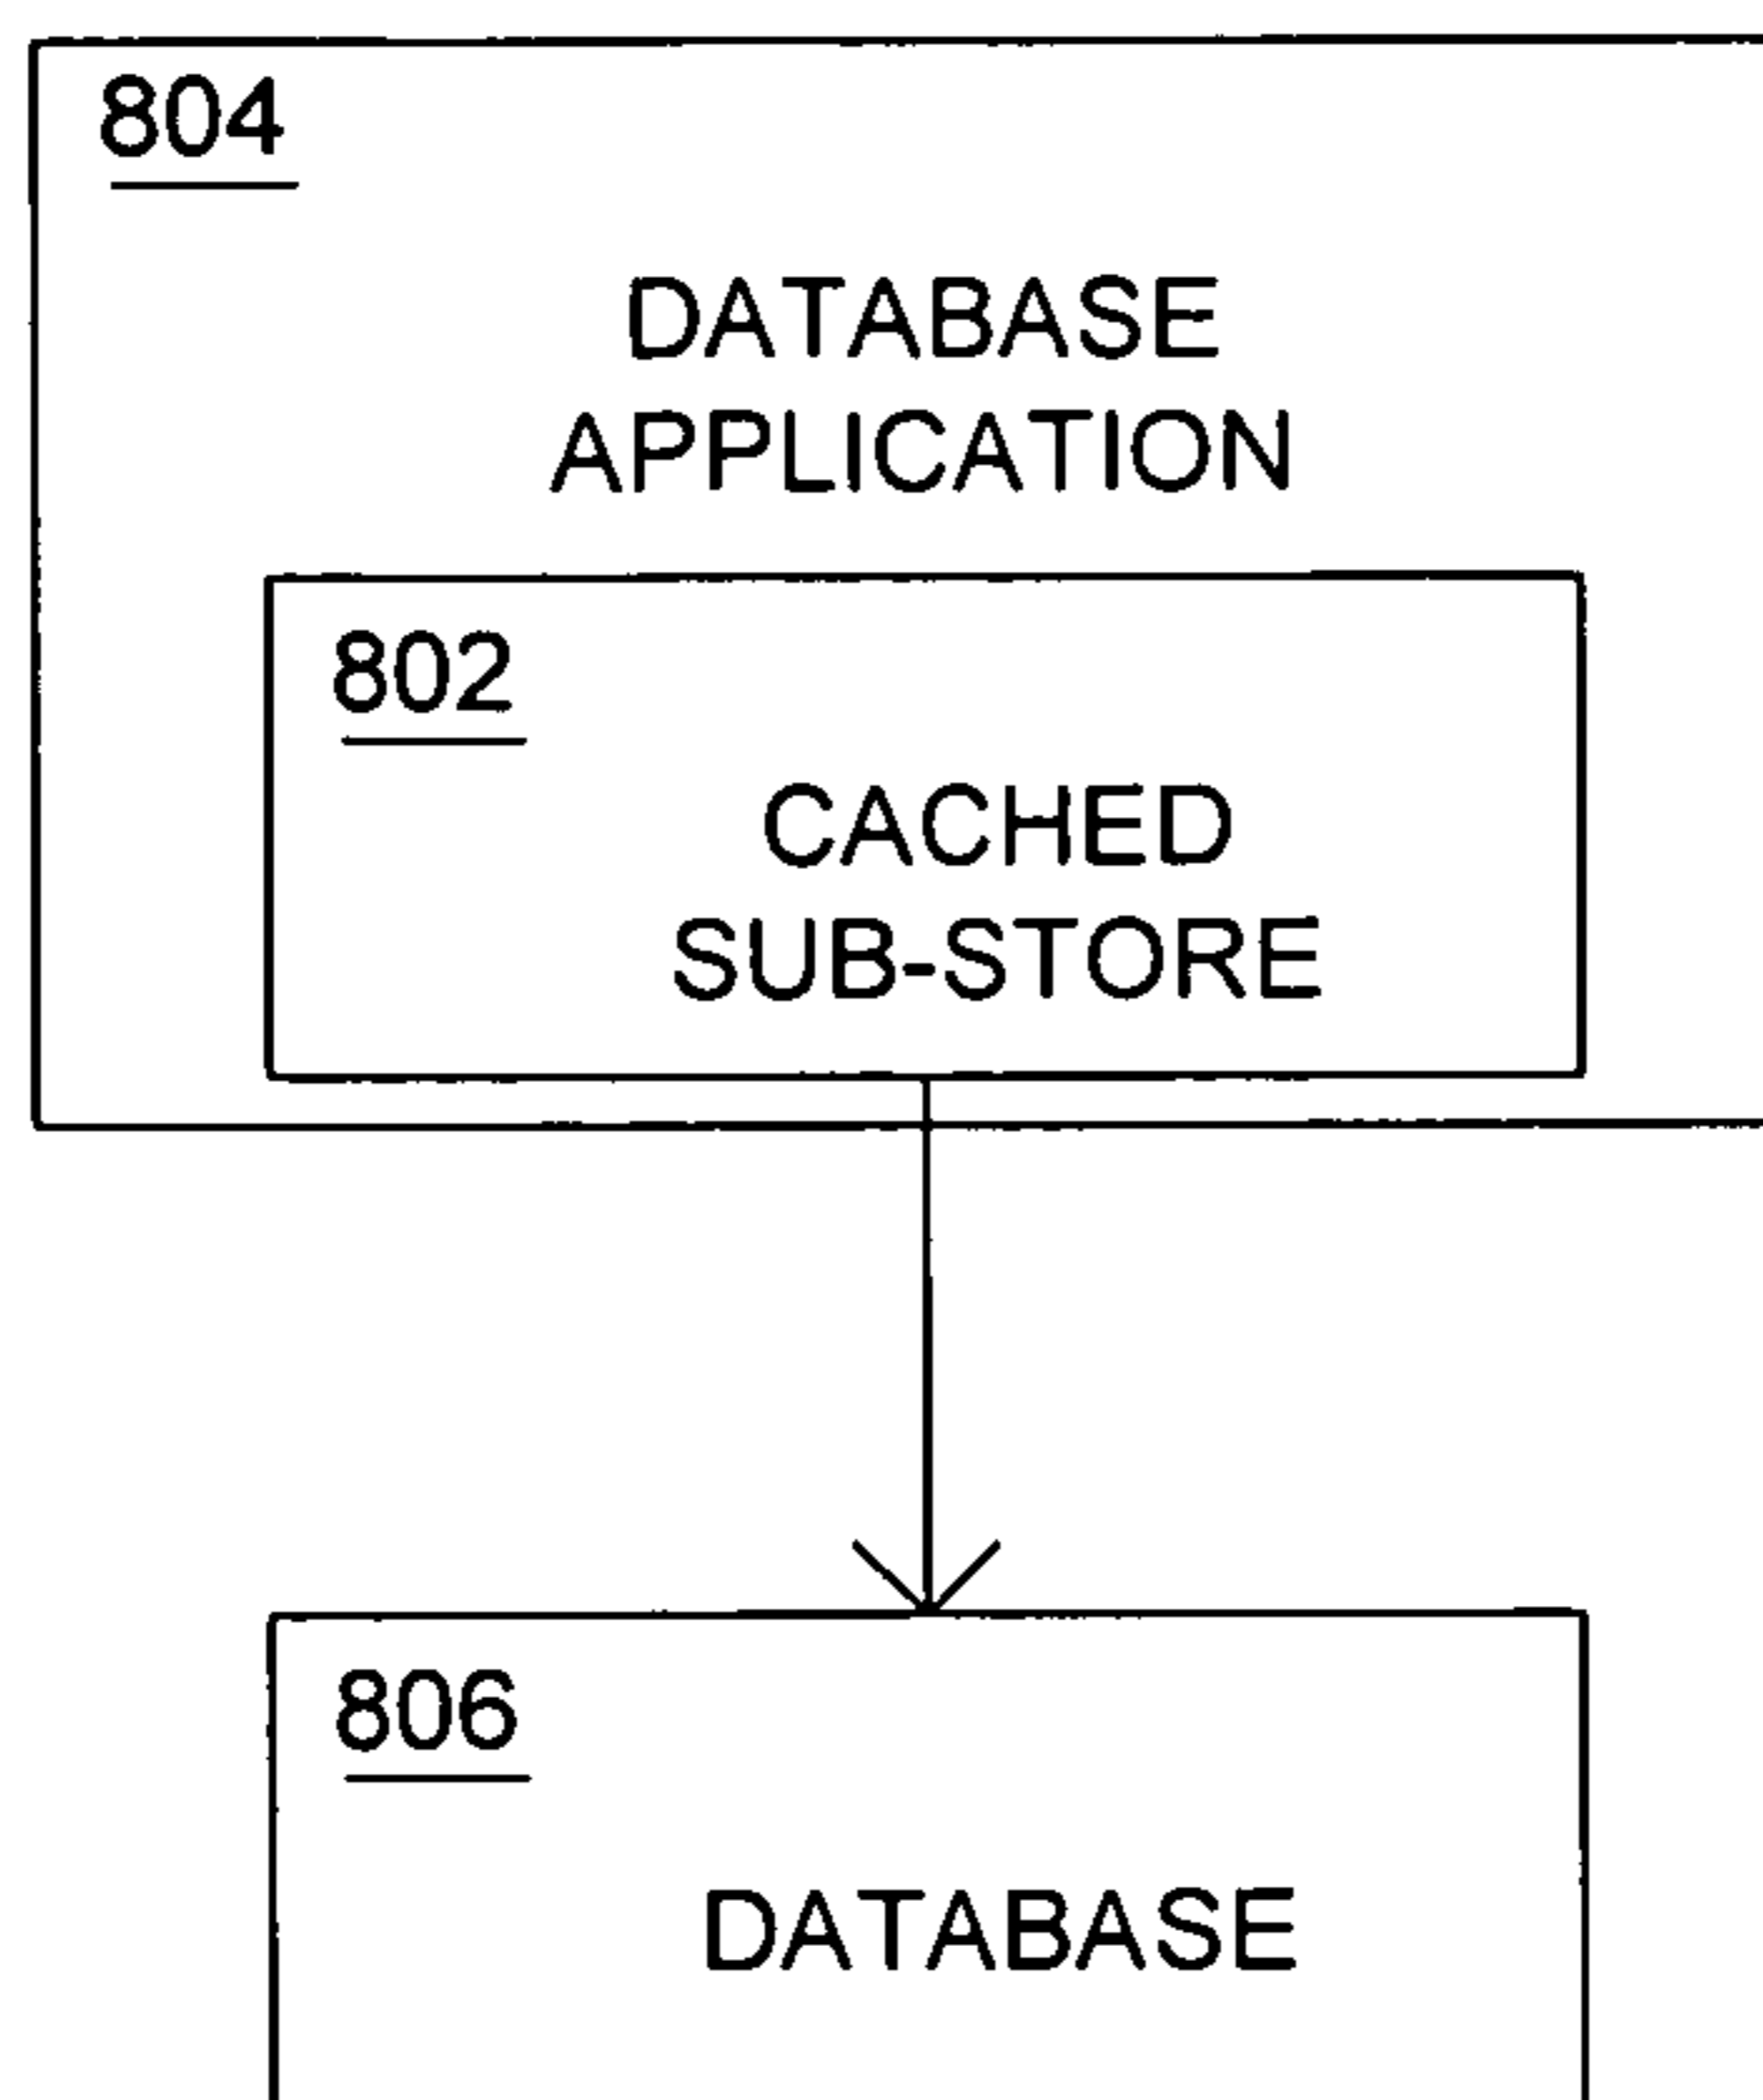 804
DATABASE
APPLICATION
802
CACHED
SUB-STORE
806
DATABASE